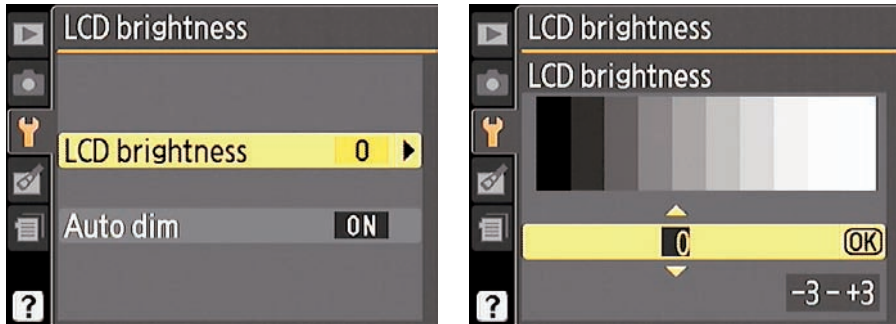 LCD brightness
LCD brightness 0
Auto dim ON
?
LCD brightness
LCD brightness
0 OK
-3 - +3
?